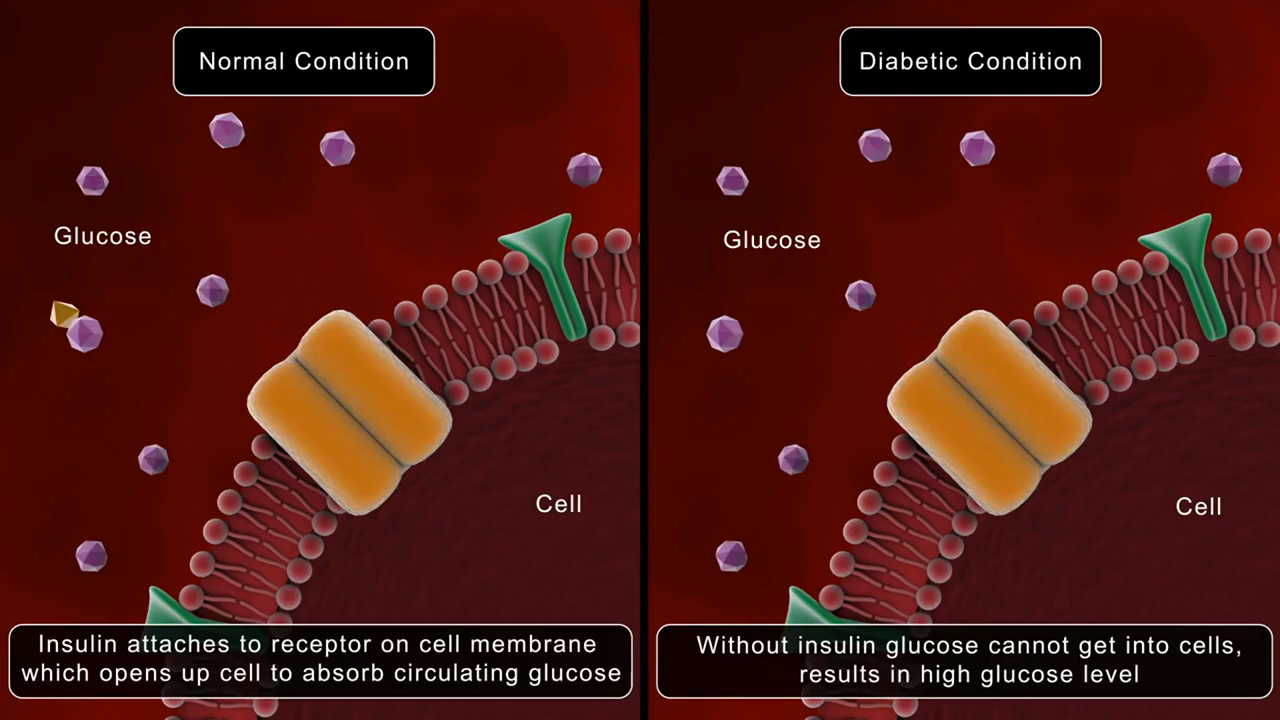 Normal Condition
Glucose
Cell
Insulin attaches to receptor on cell membrane
which opens up cell to absorb circulating glucose
Diabetic Condition
Glucose
Cell
Without insulin glucose cannot get into cells,
results in high glucose level